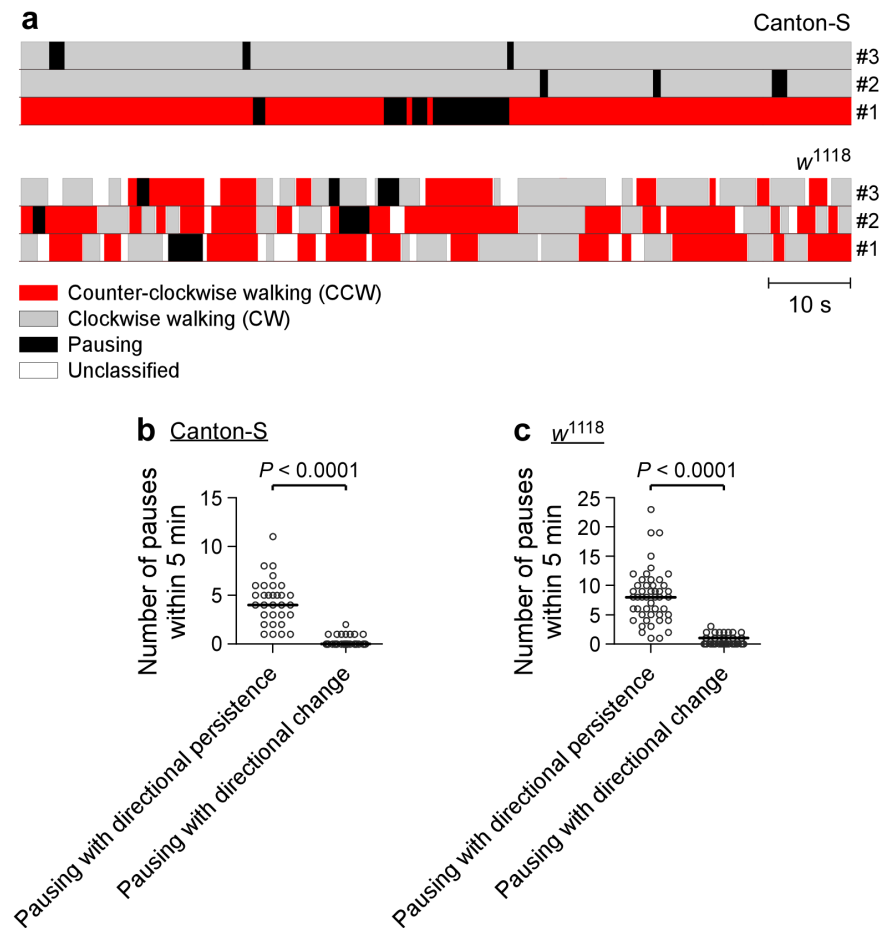 a
Canton-S
#3
#2
#1
w1118
#3
#2
#1
Counter-clockwise walking (CCW)
Clockwise walking (CW)
Pausing
Unclassified
10 s
b Canton-S
P < 0.0001
Number of pauses
within 5 min
15
10
5
0
Pausing with directional persistence
Pausing with directional change
c w1118
P < 0.0001
Number of pauses
within 5 min
25
20
15
10
5
0
Pausing with directional persistence
Pausing with directional change